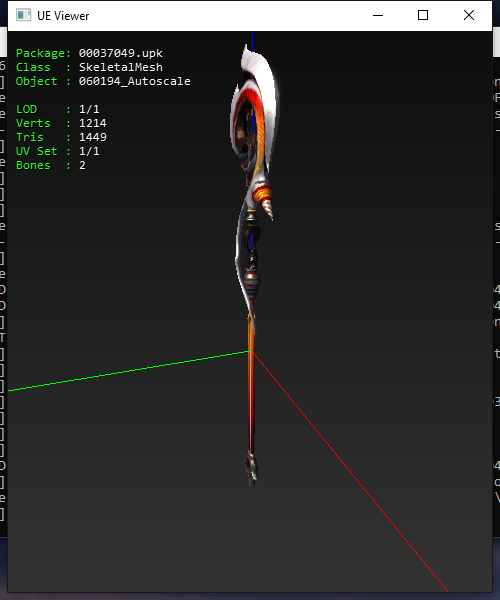 UE Viewer
Package: 00037049.upk
Class  : SkeletalMesh
Object : 060194_Autoscale
LOD    : 1/1
Verts  : 1214
Tris   : 1449
UV Set : 1/1
Bones  : 2